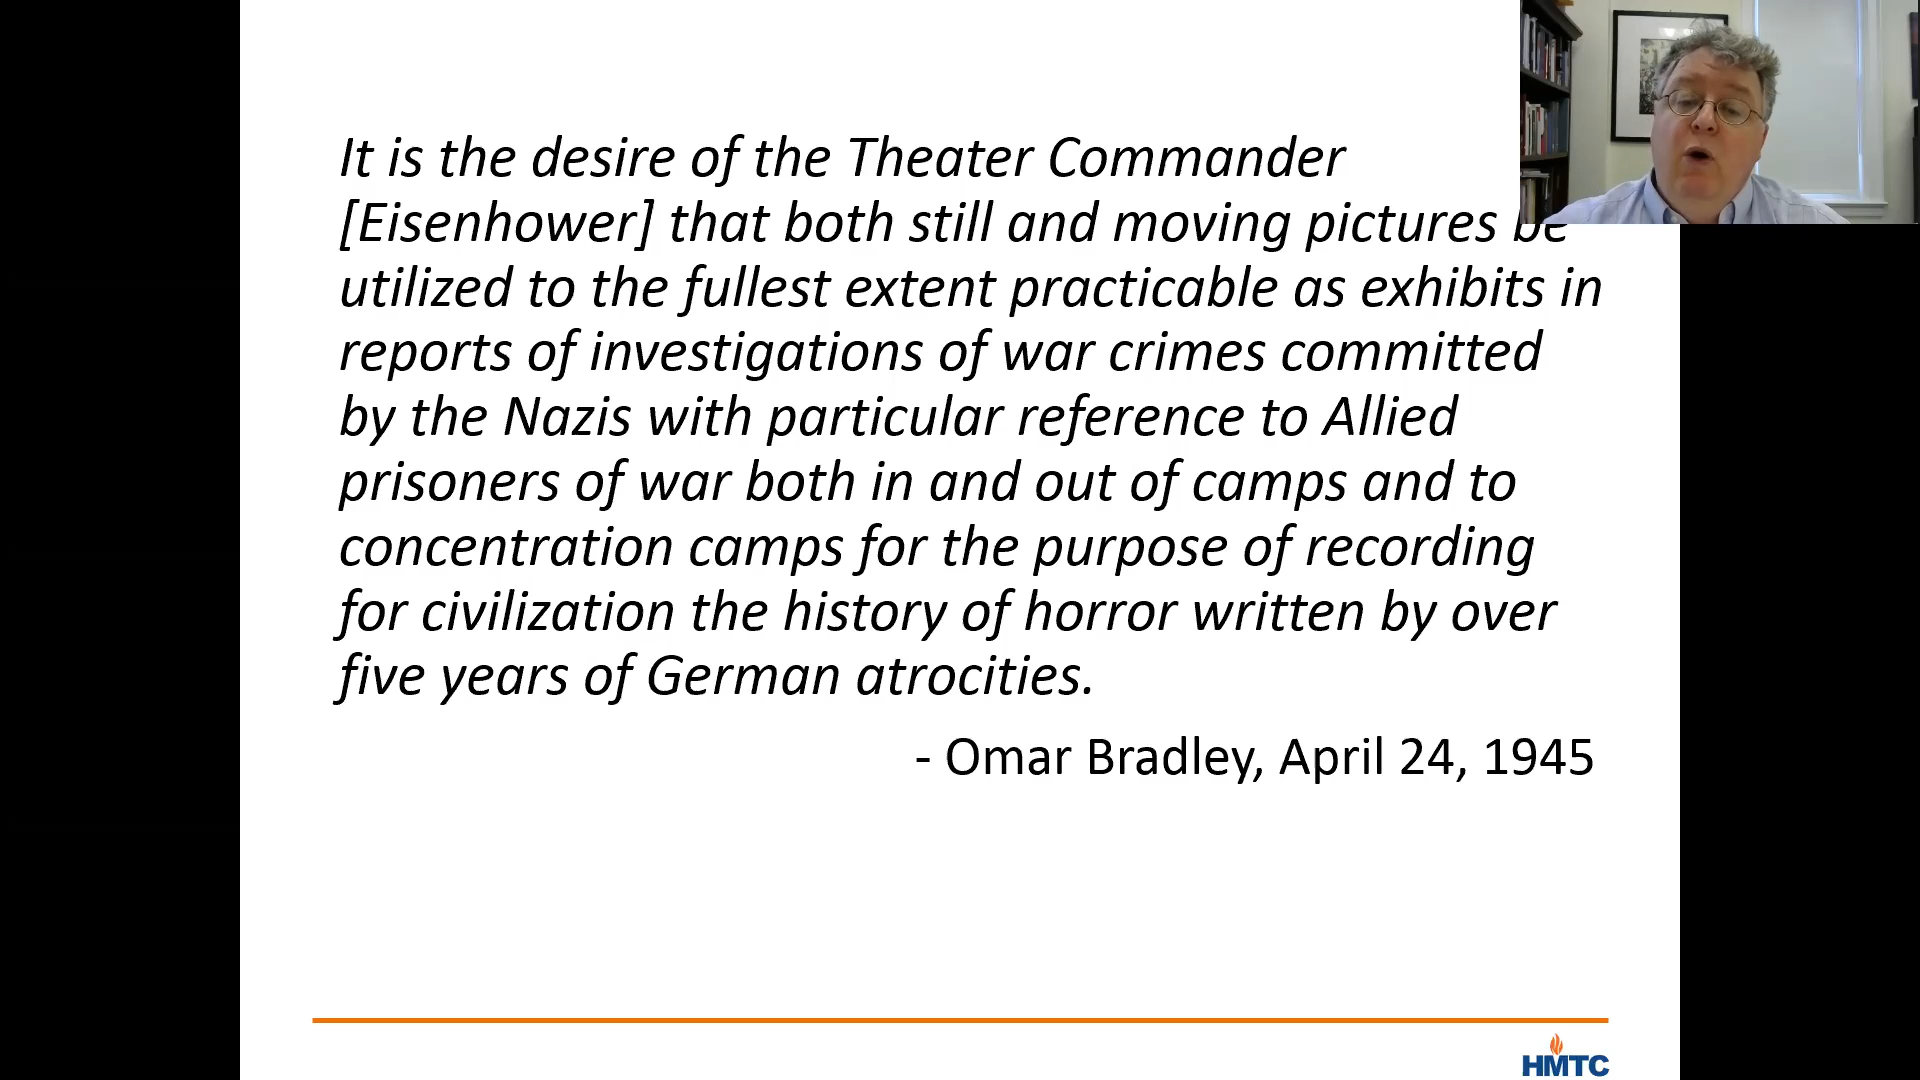 It is the desire of the Theater Commander
[Eisenhower] that both still and moving pictures be
utilized to the fullest extent practicable as exhibits in
reports of investigations of war crimes committed
by the Nazis with particular reference to Allied
prisoners of war both in and out of camps and to
concentration camps for the purpose of recording
for civilization the history of horror written by over
five years of German atrocities.
- Omar Bradley, April 24, 1945
HMTC